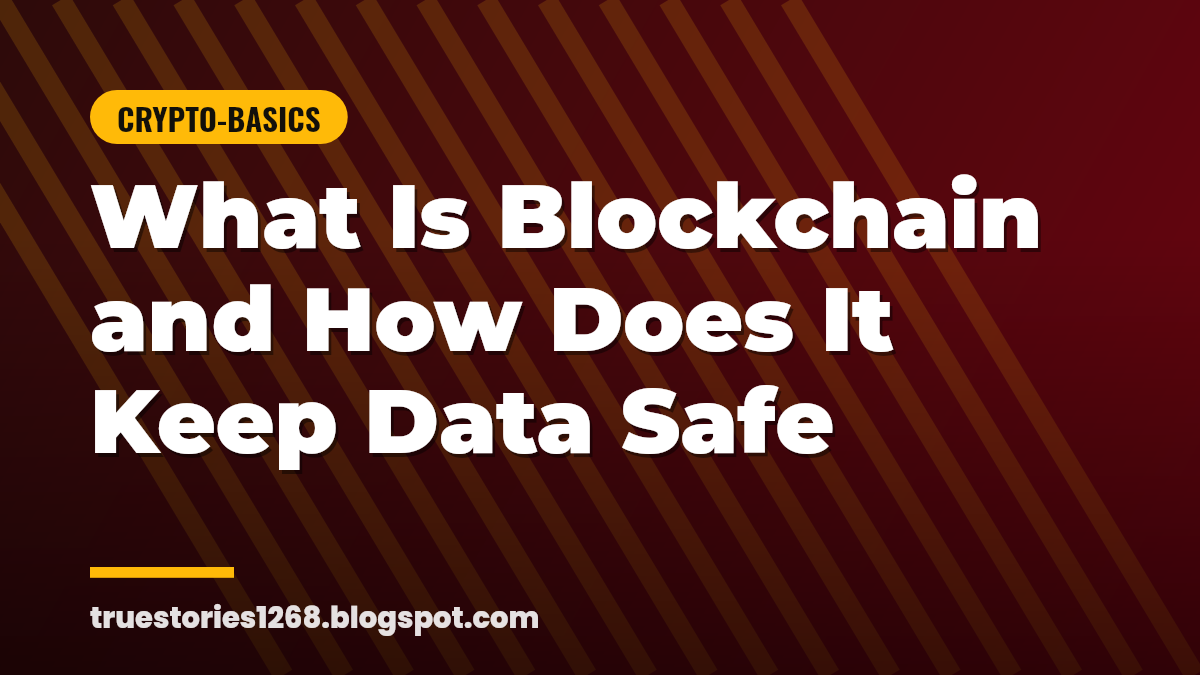 CRYPTO-BASICS
What Is Blockchain
and How Does It
Keep Data Safe
truestories1268.blogspot.com